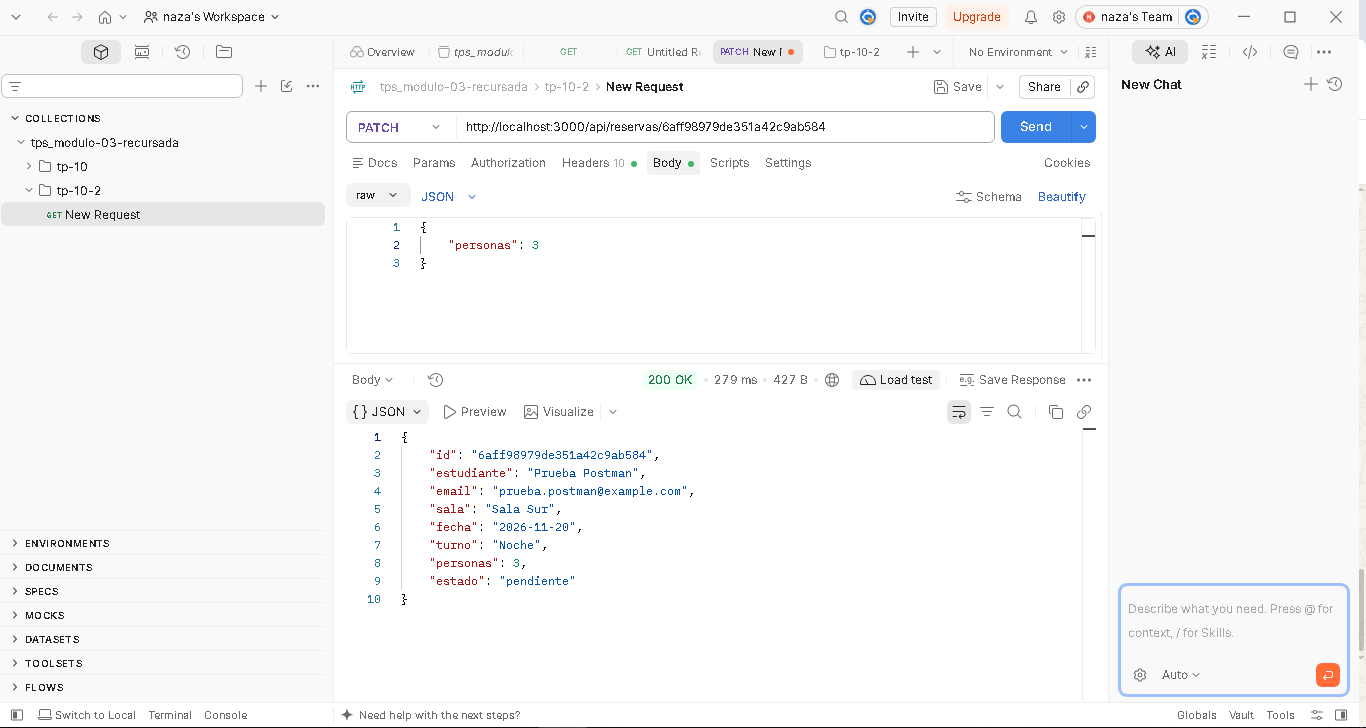 naza's Workspace
Invite
Upgrade
naza's Team
Overview
tps_modulo
GET
GET Untitled R
PATCH New
tp-10-2
No Environment
AI
tps_modulo-03-recursada > tp-10-2 > New Request
Save
Share
New Chat
COLLECTIONS
tps_modulo-03-recursada
tp-10
tp-10-2
GET New Request
PATCH
http://localhost:3000/api/reservas/6aff98979de351a42c9ab584
Send
Docs
Params
Authorization
Headers 10
Body
Scripts
Settings
Cookies
raw
JSON
Schema
Beautify
1 {
2 "personas": 3
3 }
Body
200 OK
279 ms
427 B
Load test
e.g. Save Response
{} JSON
Preview
Visualize
1 {
2 "id": "6aff98979de351a42c9ab584",
3 "estudiante": "Prueba Postman",
4 "email": "prueba.postman@example.com",
5 "sala": "Sala Sur",
6 "fecha": "2026-11-20",
7 "turno": "Noche",
8 "personas": 3,
9 "estado": "pendiente"
10 }
ENVIRONMENTS
DOCUMENTS
SPECS
MOCKS
DATASETS
TOOLSETS
FLOWS
Describe what you need. Press @ for
context, / for Skills.
Auto
Switch to Local
Terminal
Console
Need help with the next steps?
Globals
Vault
Tools